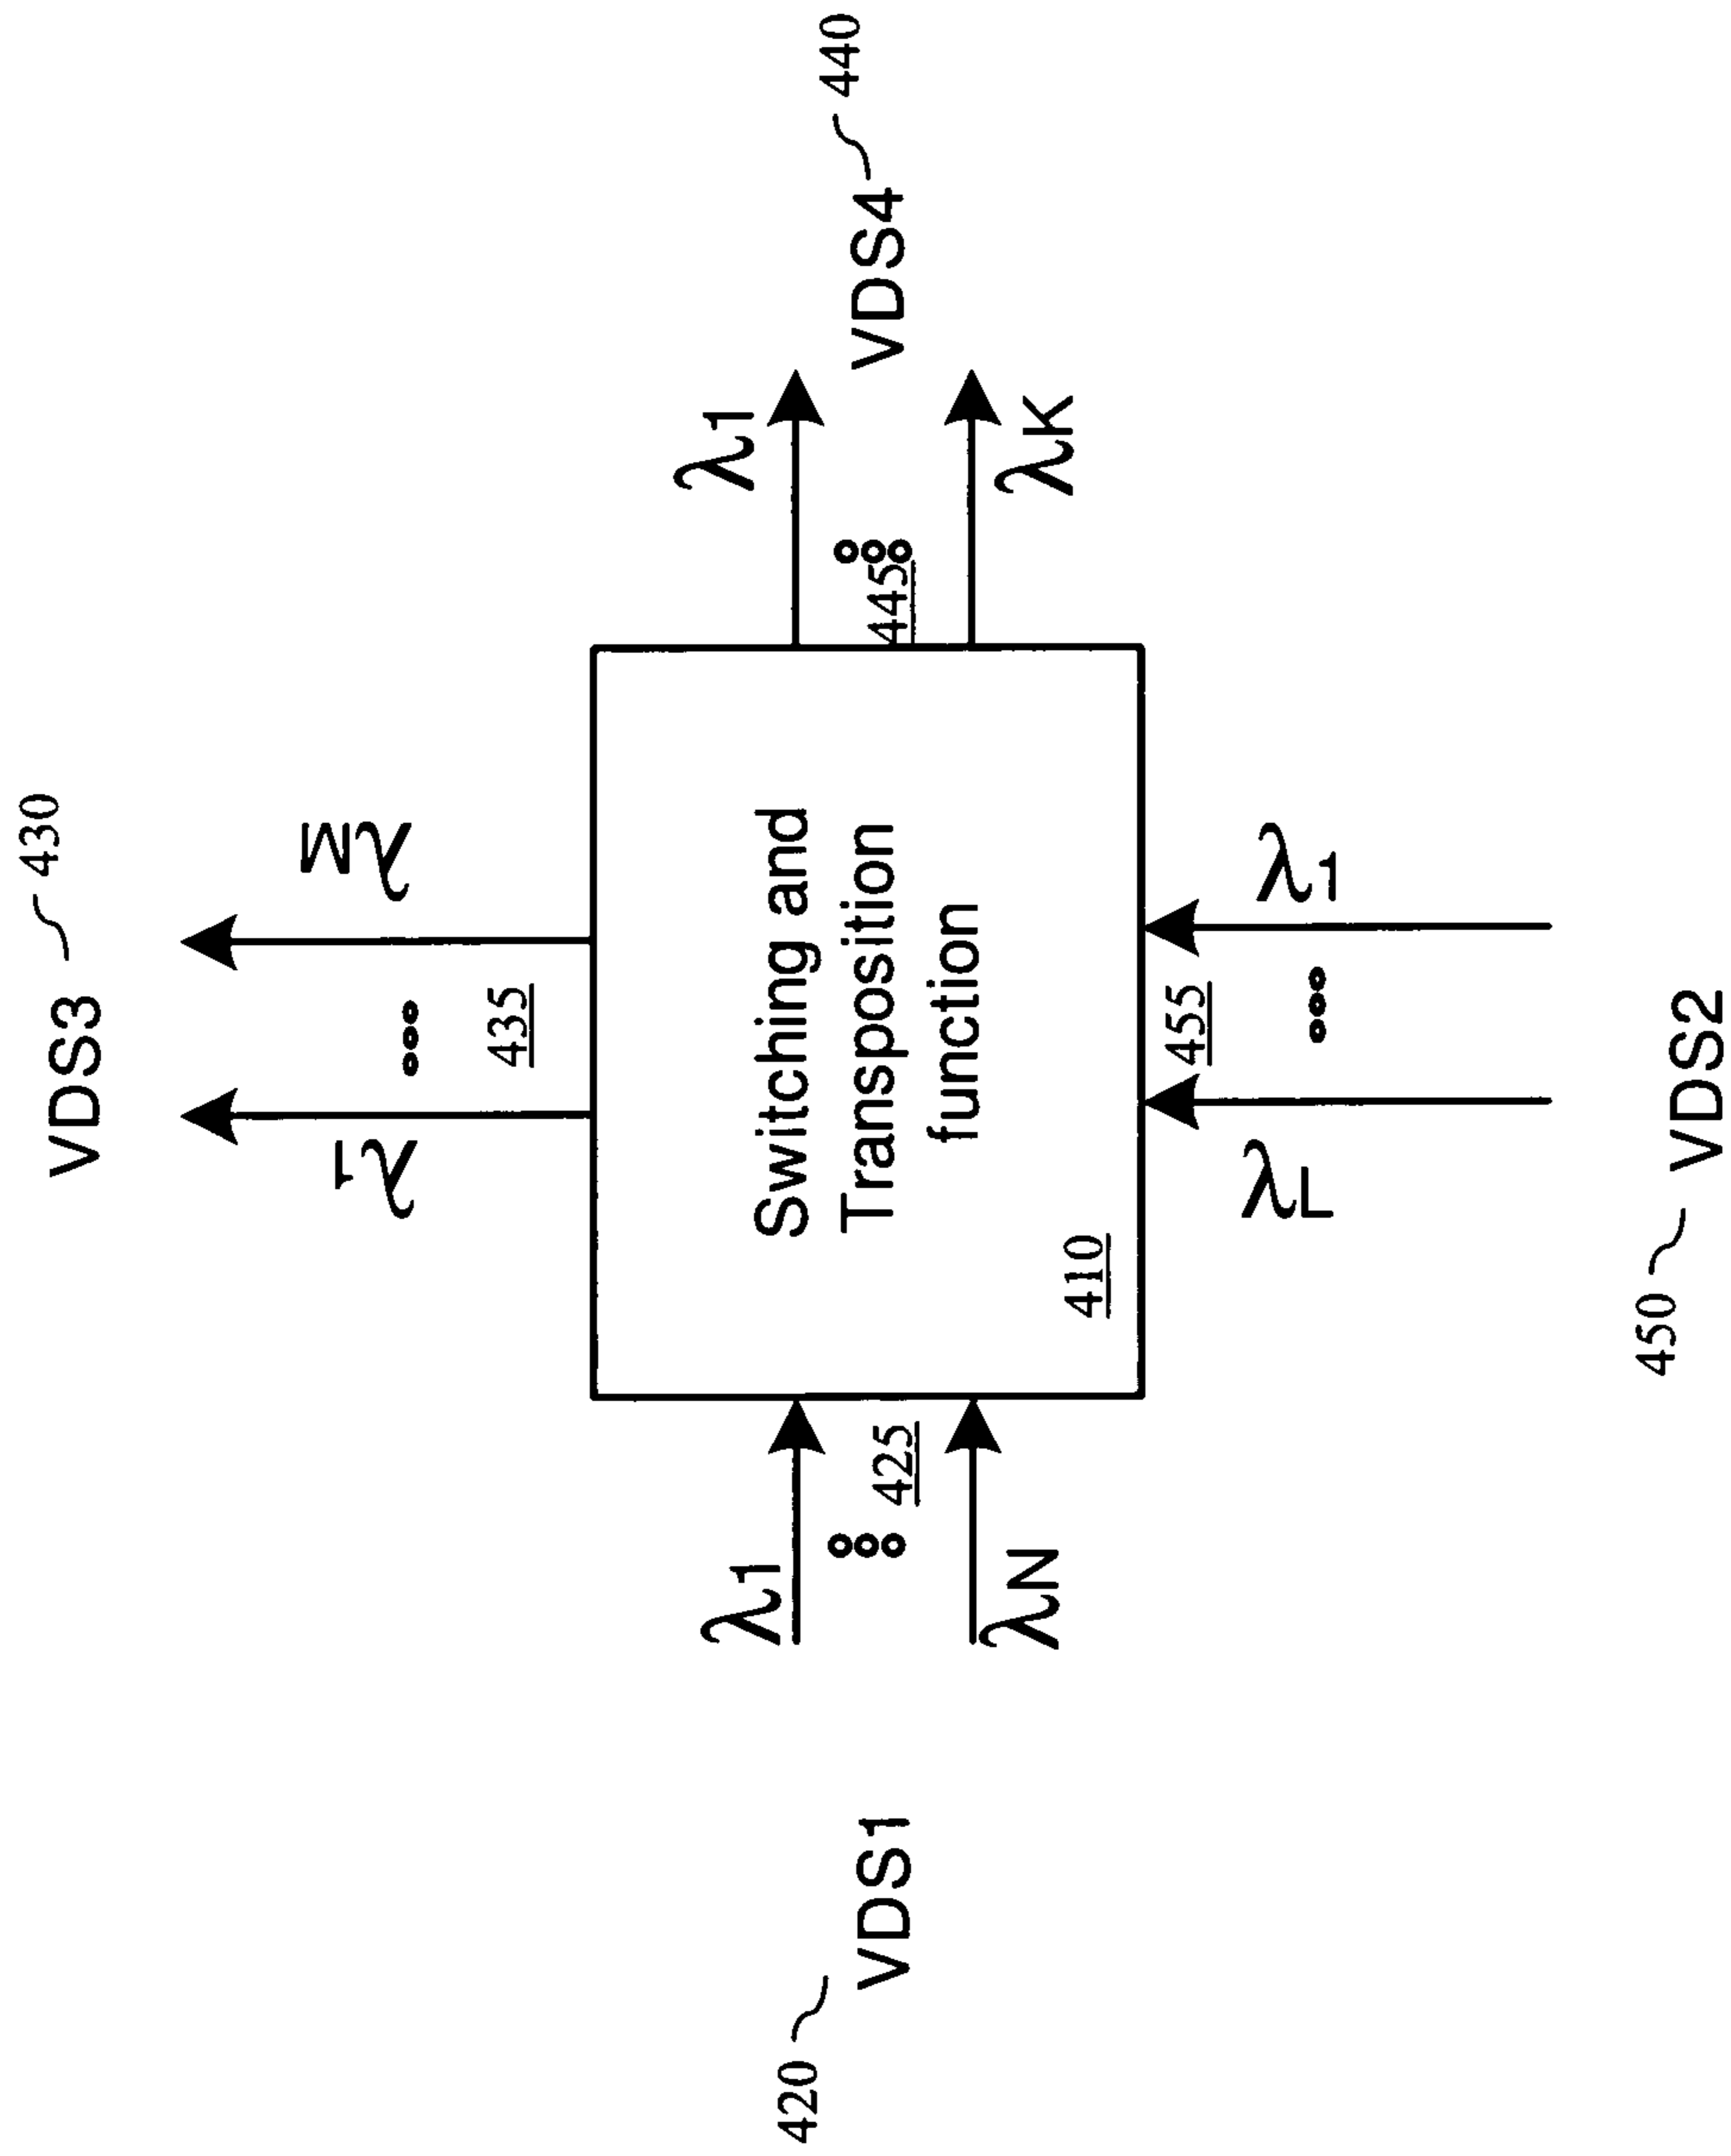 VDS3 430
λ1 λM
435
λ1
λ1
Switching and
Transposition
function
420
VDS1
425
445
VDS4
440
λN
λK
410
455
λL λ1
450 VDS2